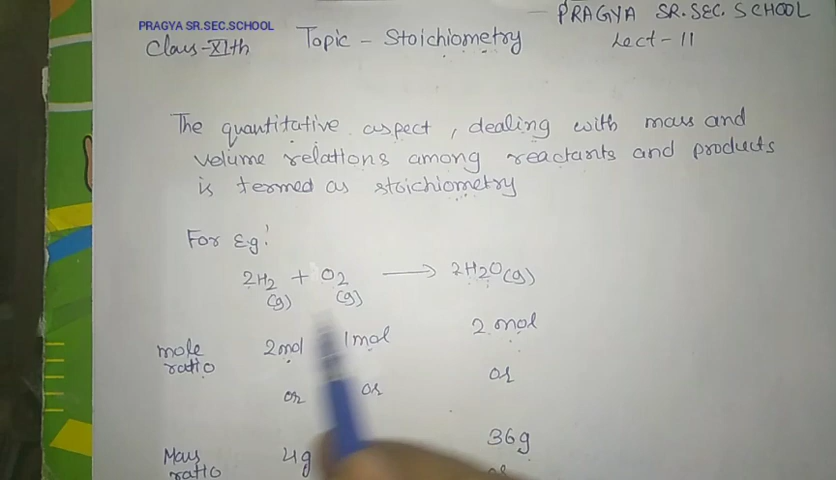 PRAGYA SR.SEC.SCHOOL
PRAGYA SR. SEC. SCHOOL
Class-XIth
Topic - Stoichiometry
Lect-11
The quantitative aspect, dealing with mass and
volume relations among reactants and products
is termed as stoichiometry
For Eg!
2H2 + O2 → 2H2O(g)
(g) (g)
mole 2mol 1mol 2 mol
ratio
or or or
Mass 4g 36g
ratio